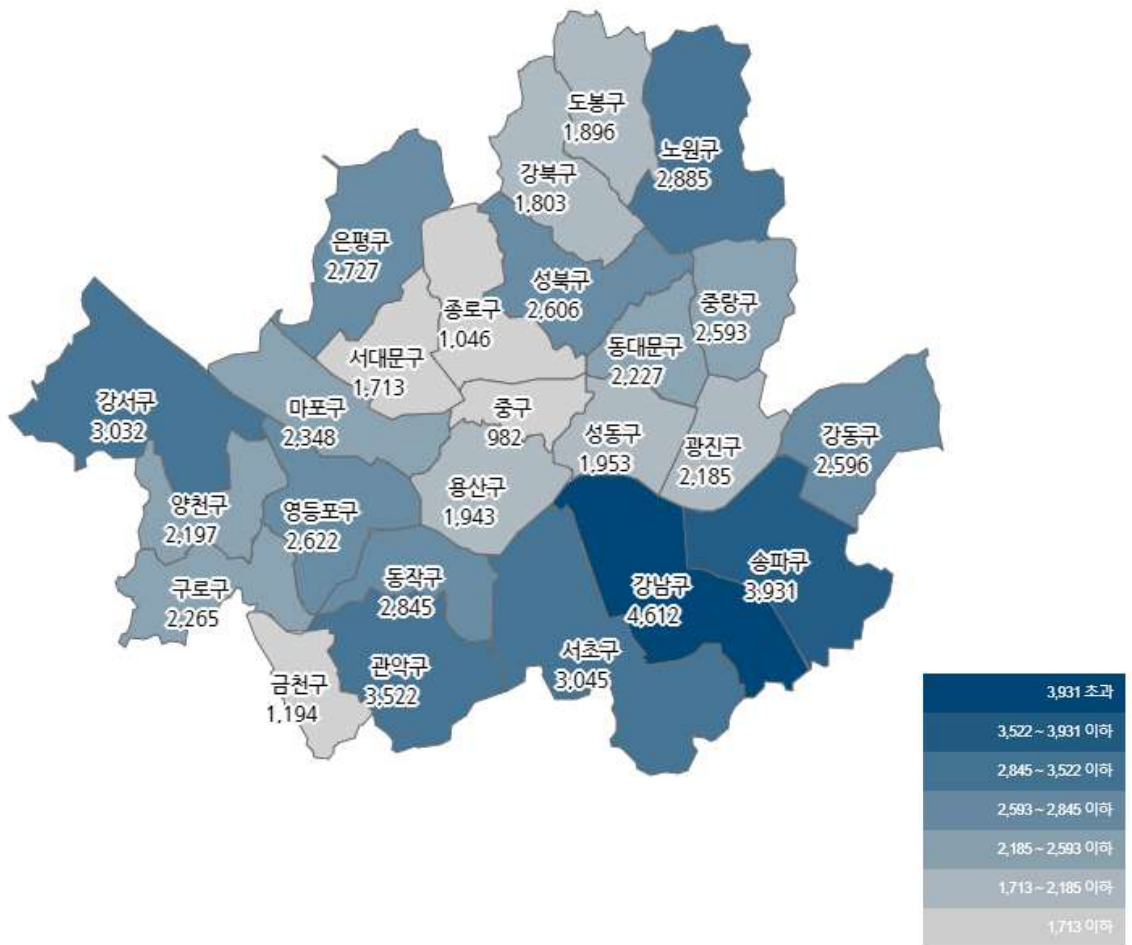 도봉구
1,896
노원구
2,885
강북구
1,803
은평구
2,727
성북구
2,606
종로구
1,046
중랑구
2,593
동대문구
2,227
서대문구
1,713
강서구
3,032
마포구
2,348
중구
982
성동구
1,953
광진구
2,185
강동구
2,596
용산구
1,943
양천구
2,197
영등포구
2,622
동작구
2,845
구로구
2,265
강남구
4,612
송파구
3,931
서초구
3,045
관악구
3,522
금천구
1,194
3,931 초과
3,522 ~ 3,931 이하
2,845 ~ 3,522 이하
2,593 ~ 2,845 이하
2,185 ~ 2,593 이하
1,713 ~ 2,185 이하
1,713 이하